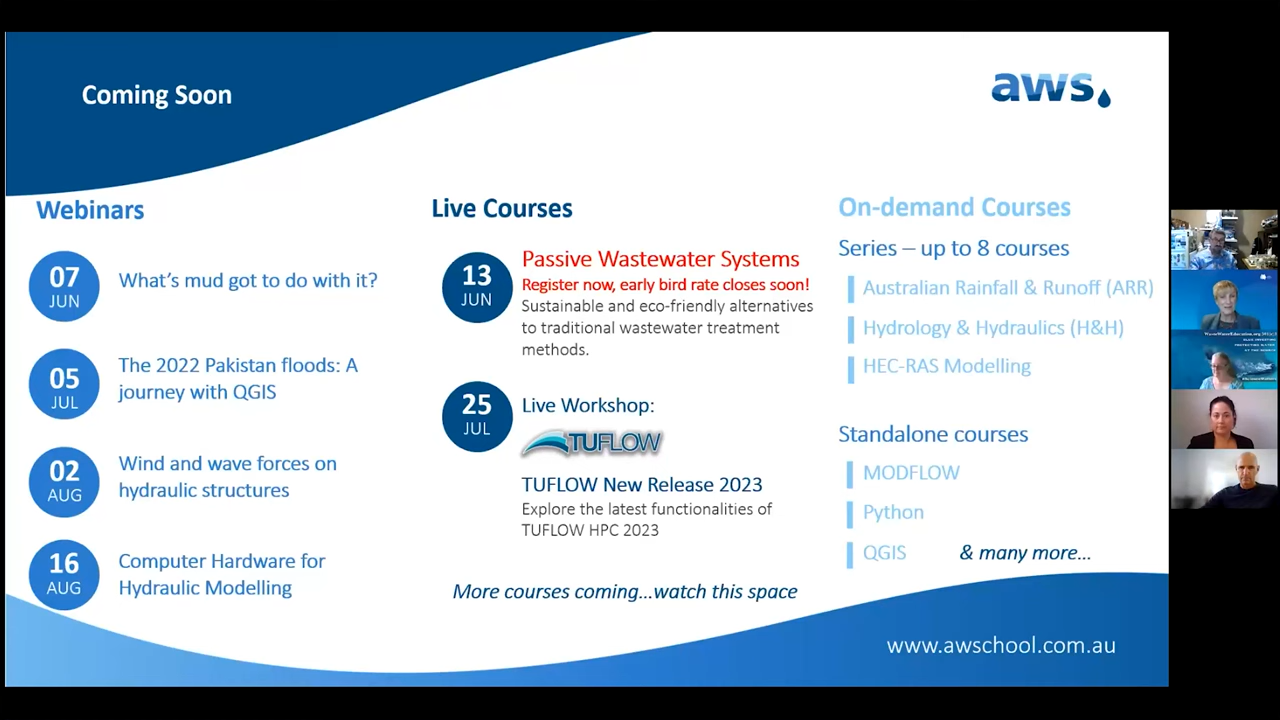 Coming Soon
aws
Webinars
07
JUN
What's mud got to do with it?
05
JUL
The 2022 Pakistan floods: A
journey with QGIS
02
AUG
Wind and wave forces on
hydraulic structures
16
AUG
Computer Hardware for
Hydraulic Modelling
Live Courses
13
JUN
Passive Wastewater Systems
Register now, early bird rate closes soon!
Sustainable and eco-friendly alternatives
to traditional wastewater treatment
methods.
25
JUL
Live Workshop:
TUFLOW
TUFLOW New Release 2023
Explore the latest functionalities of
TUFLOW HPC 2023
More courses coming...watch this space
On-demand Courses
Series – up to 8 courses
Australian Rainfall & Runoff (ARR)
Hydrology & Hydraulics (H&H)
HEC-RAS Modelling
Standalone courses
MODFLOW
Python
QGIS
& many more...
www.awschool.com.au